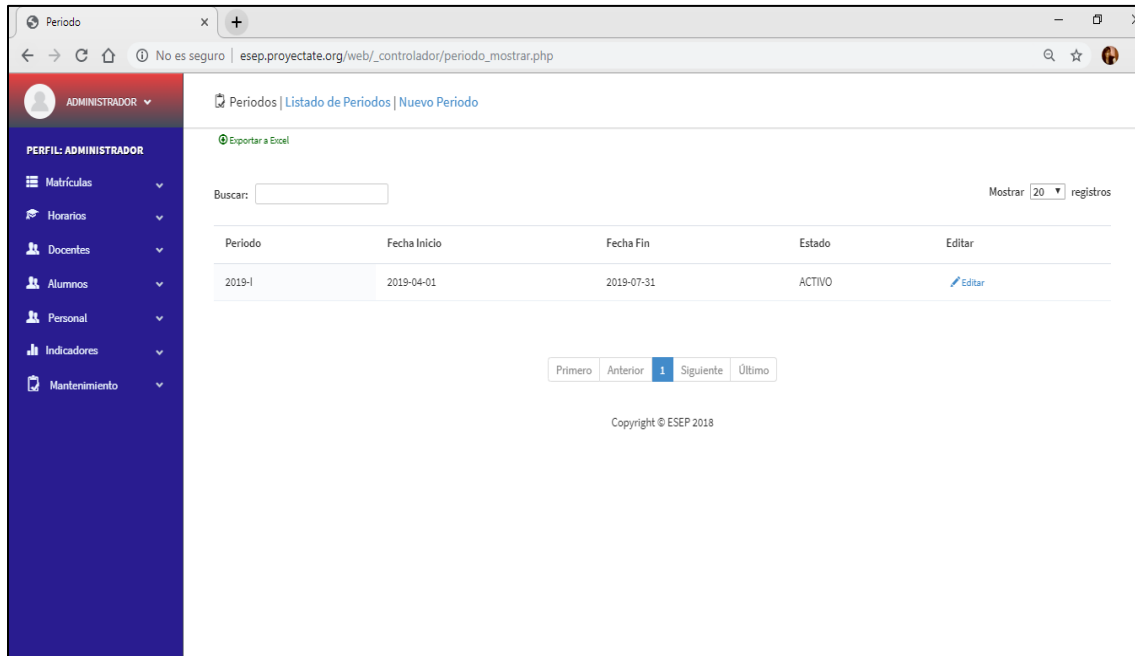 Periodo
No es seguro | esep.proyectate.org/web/_controlador/periodo_mostrar.php
ADMINISTRADOR
Periodos | Listado de Periodos | Nuevo Periodo
PERFIL: ADMINISTRADOR
Matrículas
Horarios
Docentes
Alumnos
Personal
Indicadores
Mantenimiento
Exportar a Excel
Buscar:
Mostrar 20 registros
Periodo Fecha Inicio Fecha Fin Estado Editar
2019-I 2019-04-01 2019-07-31 ACTIVO Editar
Primero Anterior 1 Siguiente Último
Copyright © ESEP 2018